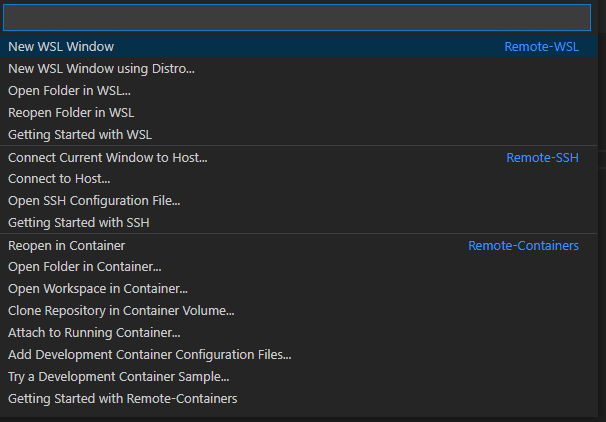 New WSL Window Remote-WSL
New WSL Window using Distro...
Open Folder in WSL...
Reopen Folder in WSL
Getting Started with WSL
Connect Current Window to Host... Remote-SSH
Connect to Host...
Open SSH Configuration File...
Getting Started with SSH
Reopen in Container Remote-Containers
Open Folder in Container...
Open Workspace in Container...
Clone Repository in Container Volume...
Attach to Running Container...
Add Development Container Configuration Files...
Try a Development Container Sample...
Getting Started with Remote-Containers